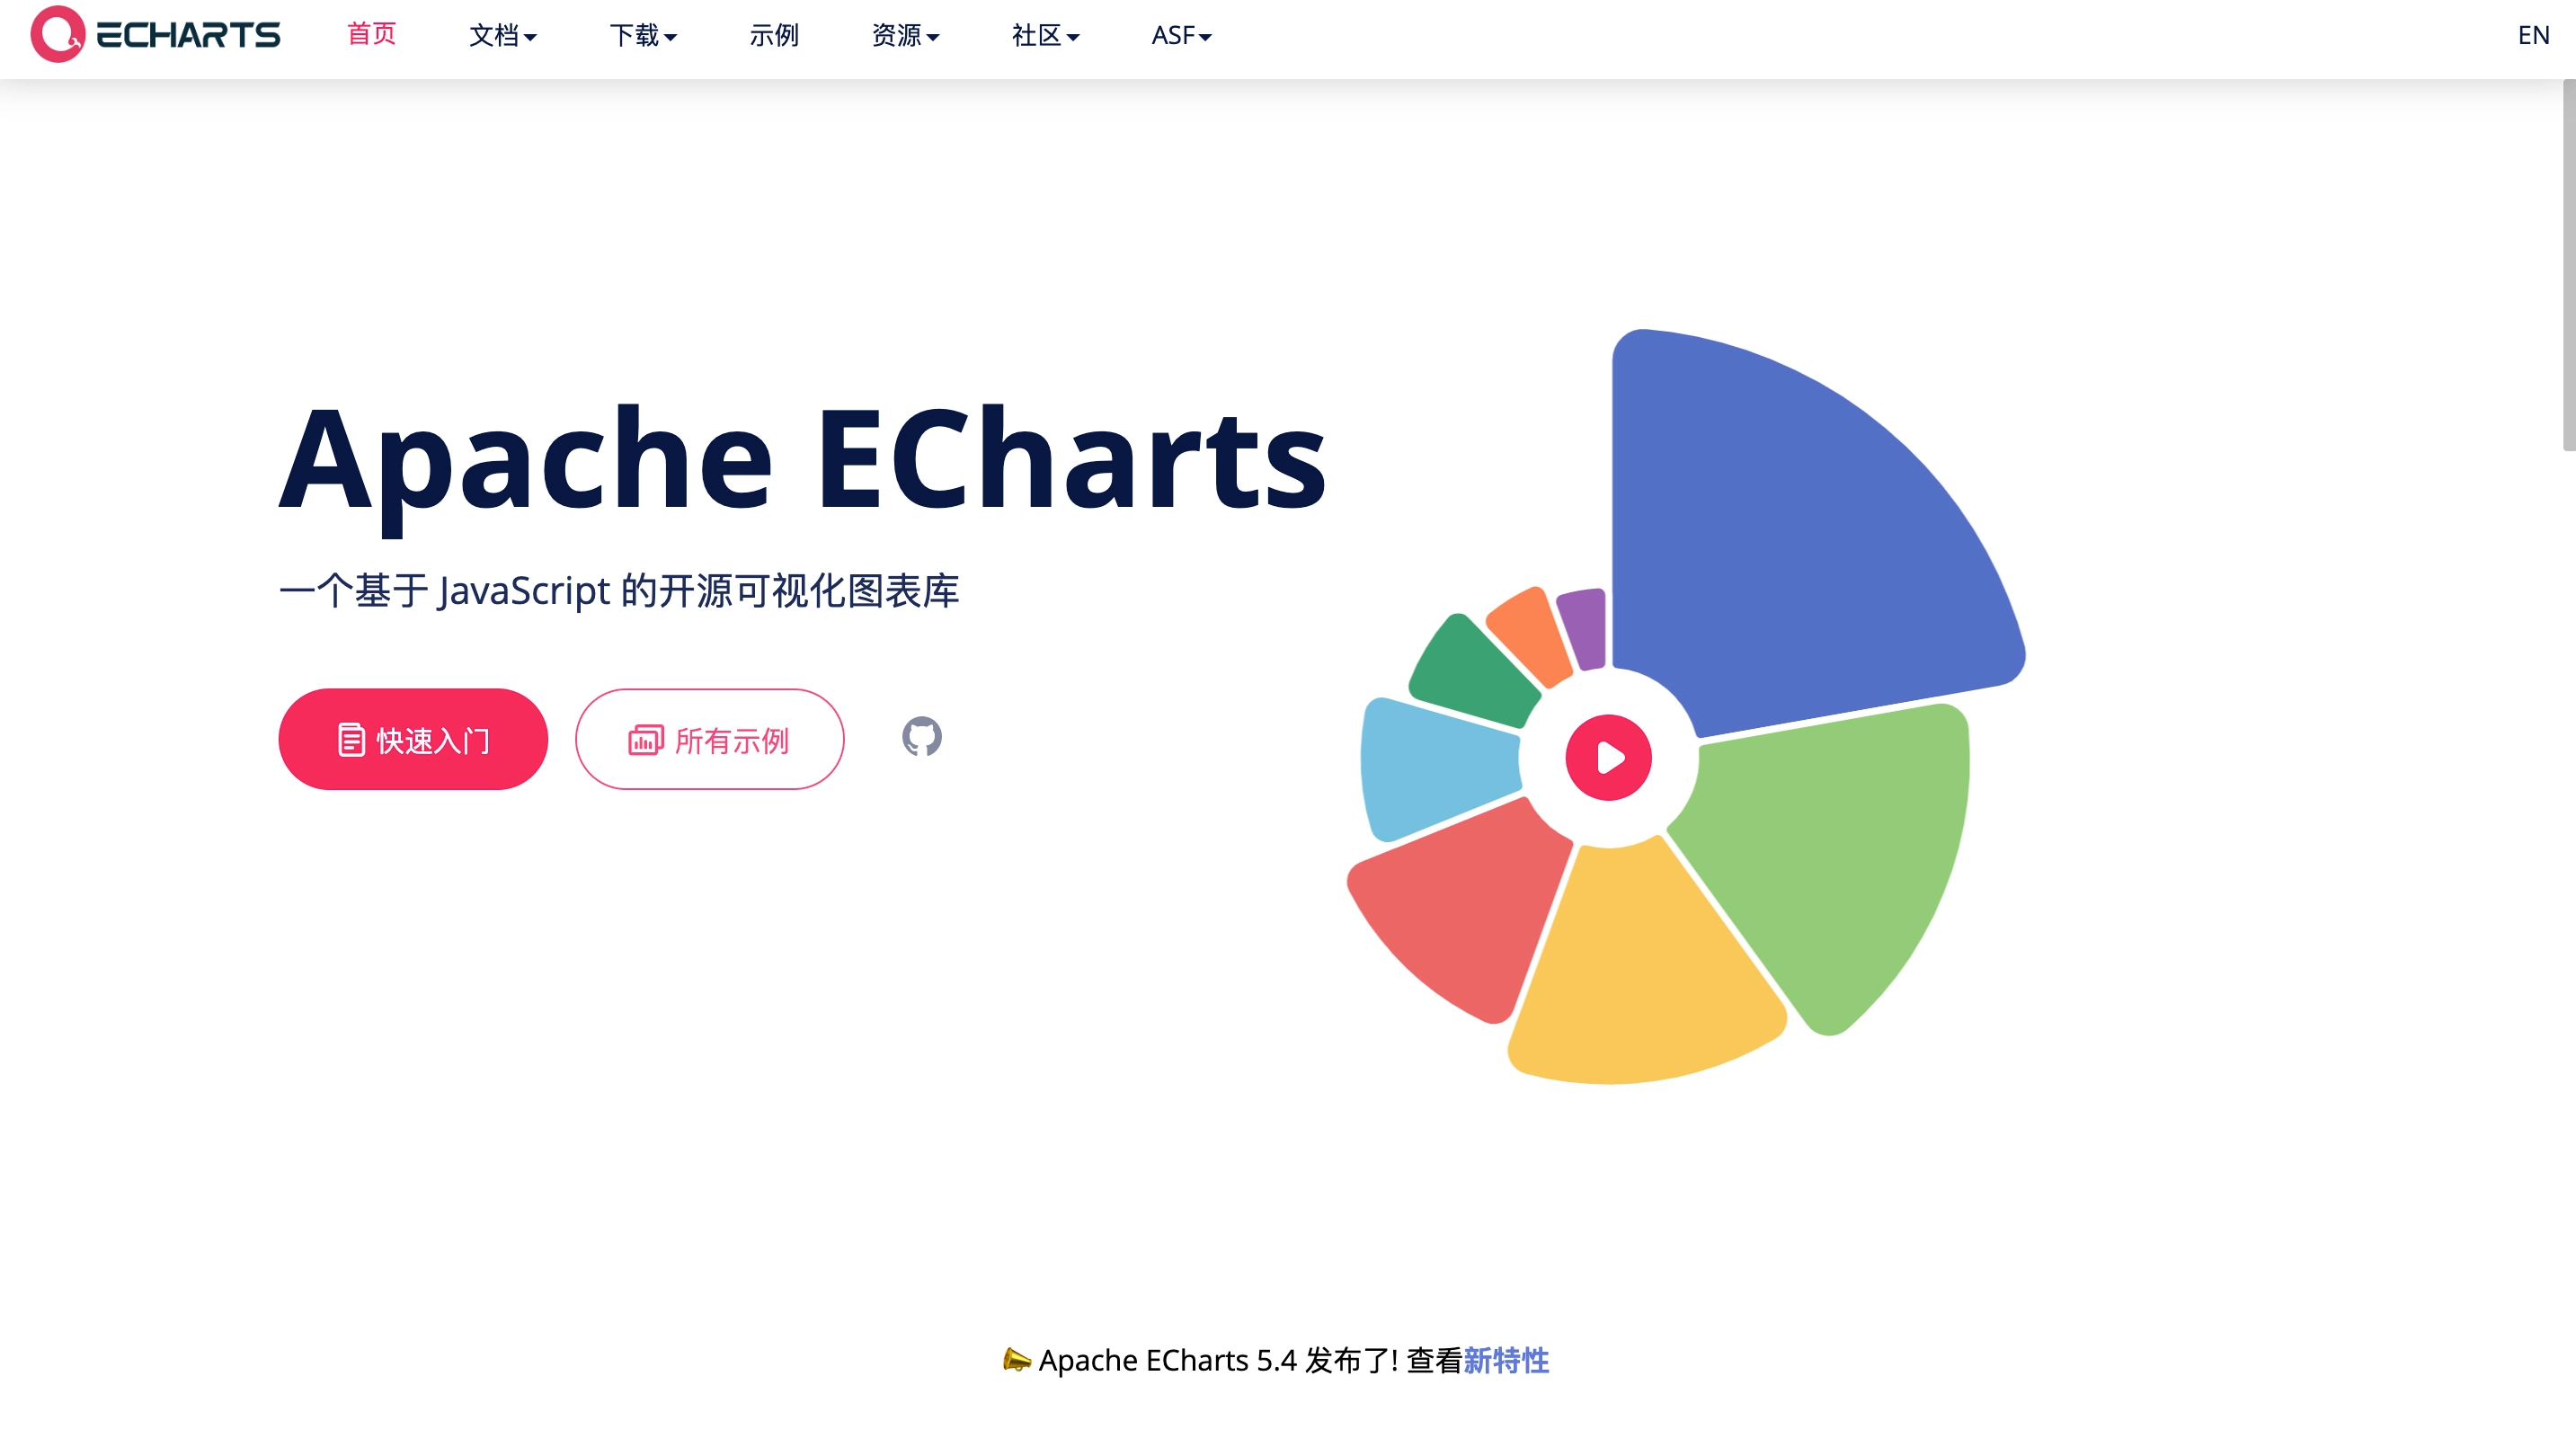 ECHARTS 首页 文档 下载 示例 资源 社区 ASF EN
Apache ECharts
一个基于 JavaScript 的开源可视化图表库
快速入门 所有示例
Apache ECharts 5.4 发布了! 查看新特性